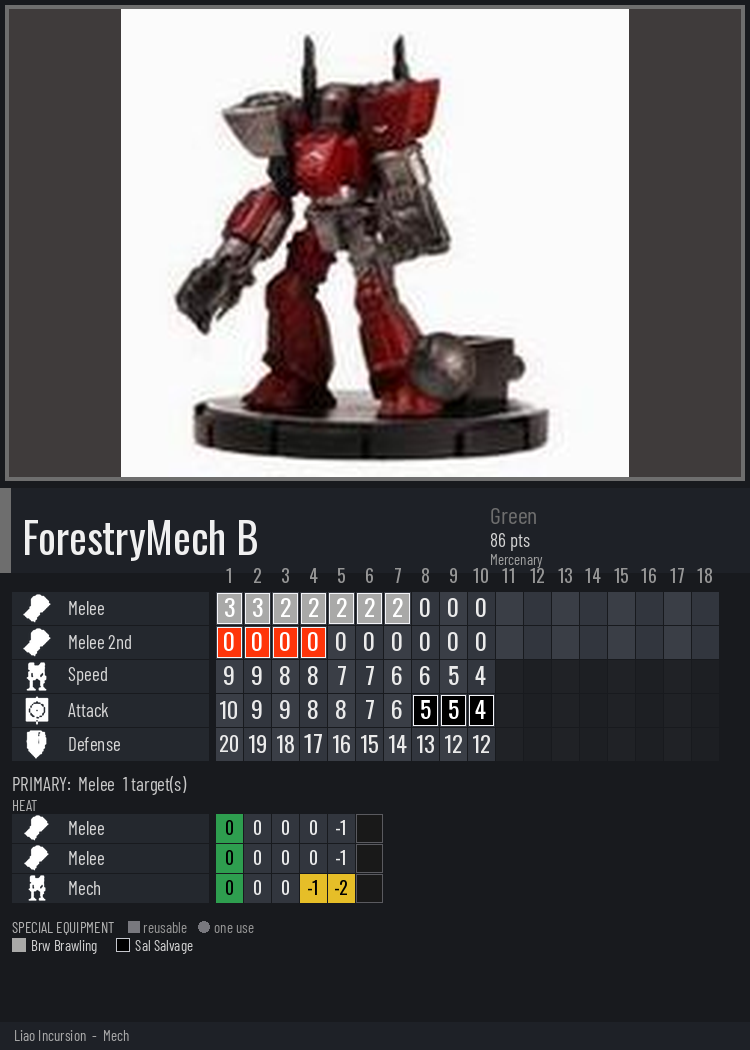 ForestryMech B
Green
86 pts
Mercenary
1 2 3 4 5 6 7 8 9 10 11 12 13 14 15 16 17 18
Melee 3 3 2 2 2 2 2 0 0 0
Melee 2nd 0 0 0 0 0 0 0 0 0 0
Speed 9 9 8 8 7 7 6 6 5 4
Attack 10 9 9 8 8 7 6 5 5 4
Defense 20 19 18 17 16 15 14 13 12 12
PRIMARY: Melee 1 target(s)
HEAT
Melee 0 0 0 0 -1
Melee 0 0 0 0 -1
Mech 0 0 0 -1 -2
SPECIAL EQUIPMENT reusable one use
Brw Brawling Sal Salvage
Liao Incursion - Mech